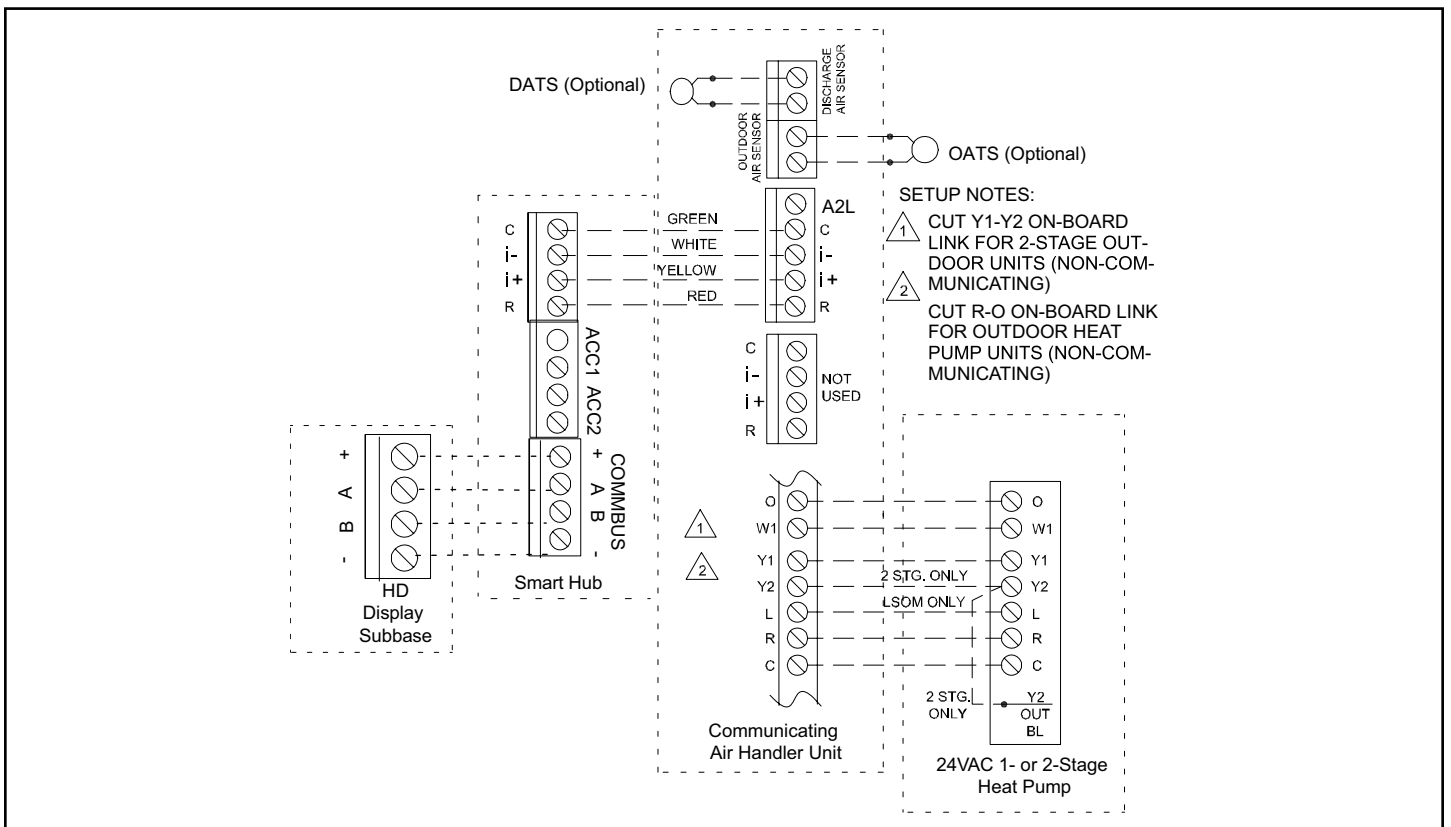 DATS (Optional)
DISCHARGE
AIR SENSOR
OUTDOOR
AIR SENSOR
OATS (Optional)
SETUP NOTES:
1 CUT Y1-Y2 ON-BOARD
LINK FOR 2-STAGE OUT-
DOOR UNITS (NON-COM-
MUNICATING)
2
CUT R-O ON-BOARD LINK
FOR OUTDOOR HEAT
PUMP UNITS (NON-COM-
MUNICATING)
A2L
C GREEN C
i- WHITE i-
i+ YELLOW i+
R RED R
ACC1 ACC2
C
i-
i+
R
NOT
USED
+ A B -
HD
Display
Subbase
+ A B -
COMMBUS
Smart Hub
1
2
O O
W1 W1
Y1 Y1
2 STG. ONLY
Y2 Y2
LSOM ONLY
L L
R R
C C
2 STG.
ONLY
Y2
OUT
BL
Communicating
Air Handler Unit
24VAC 1- or 2-Stage
Heat Pump